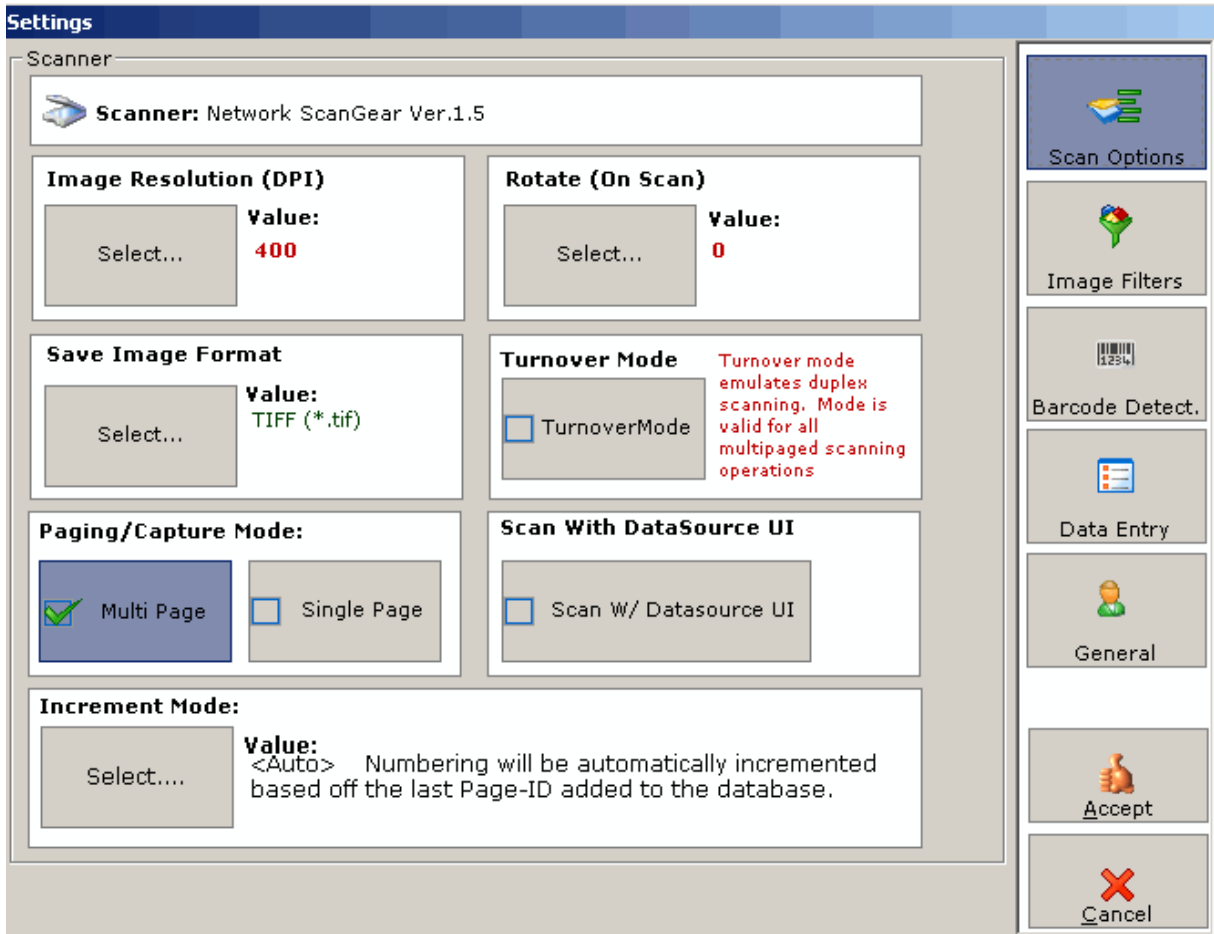 Settings
Scanner
Scanner: Network ScanGear Ver.1.5
Image Resolution (DPI)
Select...
Value:
400
Rotate (On Scan)
Select...
Value:
0
Save Image Format
Select...
Value:
TIFF (*.tif)
Turnover Mode
TurnoverMode
Turnover mode
emulates duplex
scanning. Mode is
valid for all
multipaged scanning
operations
Paging/Capture Mode:
Multi Page
Single Page
Scan With DataSource UI
Scan W/ Datasource UI
Increment Mode:
Select....
Value:
<Auto> Numbering will be automatically incremented
based off the last Page-ID added to the database.
Scan Options
Image Filters
1234
Barcode Detect.
Data Entry
General
Accept
Cancel